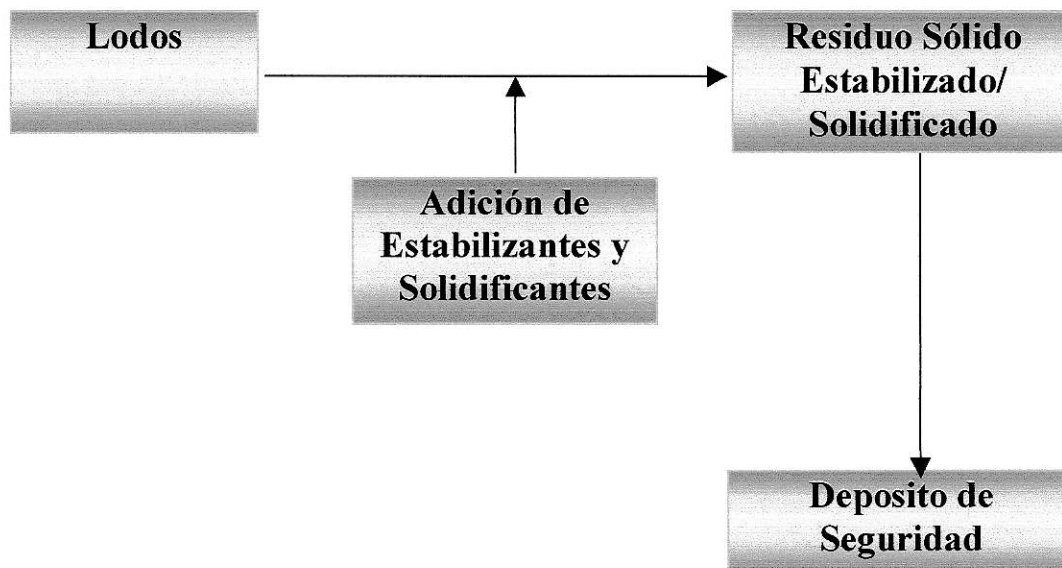 Lodos
Residuo Sólido
Estabilizado/
Solidificado
Adición de
Estabilizantes y
Solidificantes
Deposito de
Seguridad